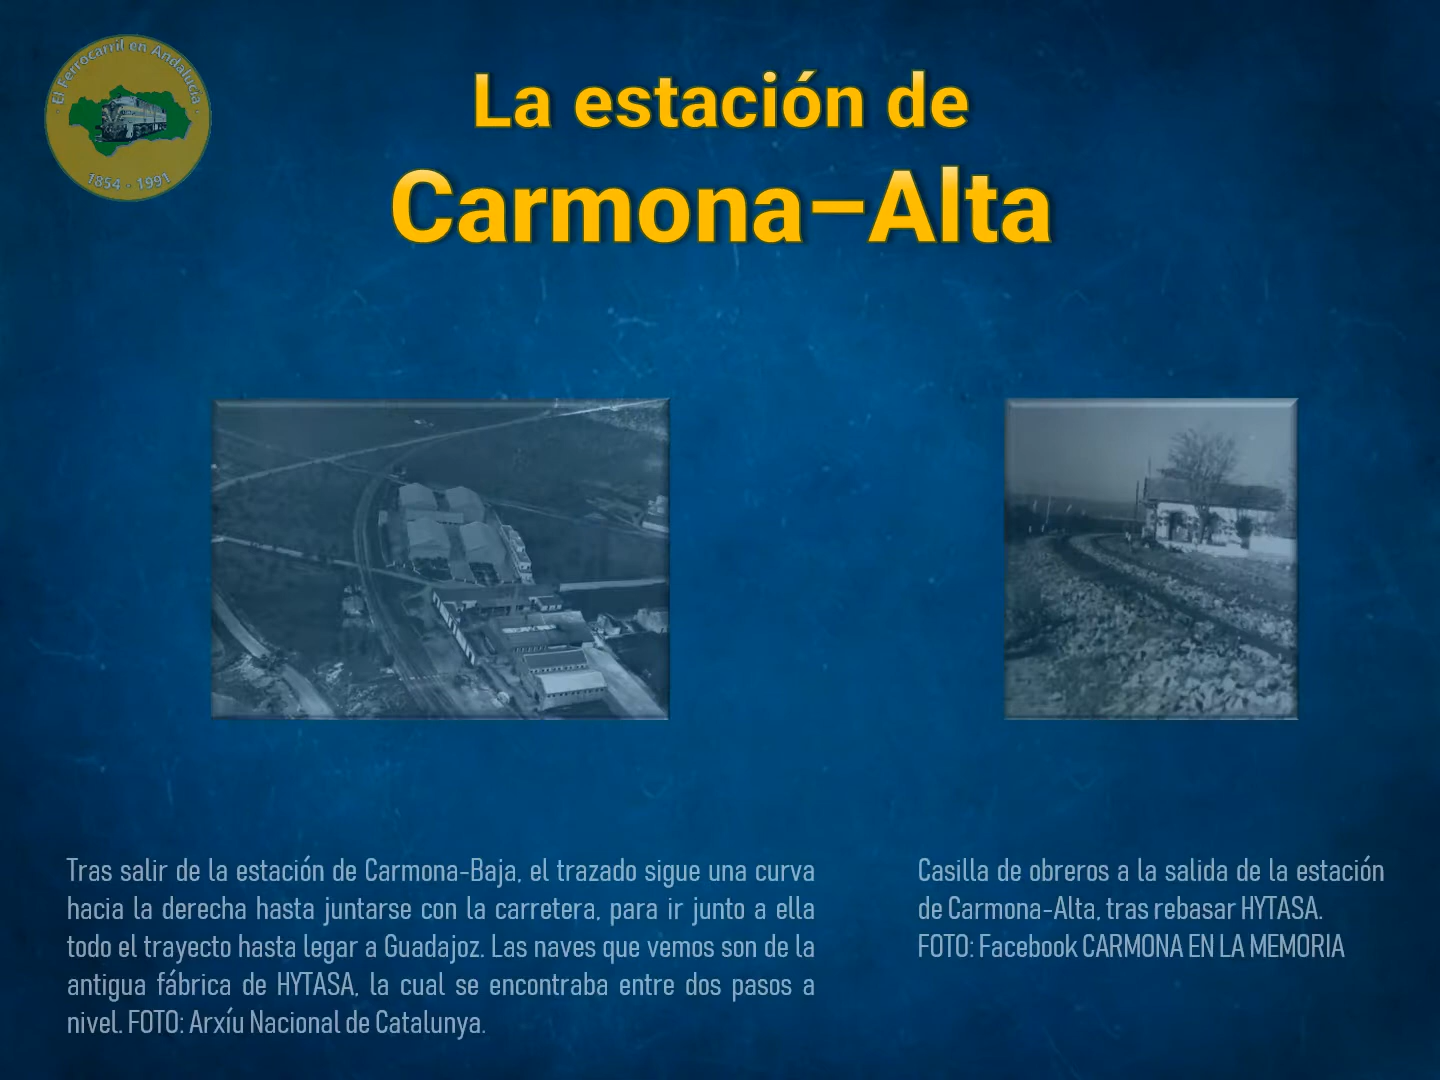 El Ferrocarril en Andalucía
1854 - 1991
La estación de
Carmona–Alta
Tras salir de la estación de Carmona-Baja, el trazado sigue una curva
hacia la derecha hasta juntarse con la carretera, para ir junto a ella
todo el trayecto hasta legar a Guadajoz. Las naves que vemos son de la
antigua fábrica de HYTASA, la cual se encontraba entre dos pasos a
nivel. FOTO: Arxíu Nacional de Catalunya.
Casilla de obreros a la salida de la estación
de Carmona-Alta, tras rebasar HYTASA.
FOTO: Facebook CARMONA EN LA MEMORIA